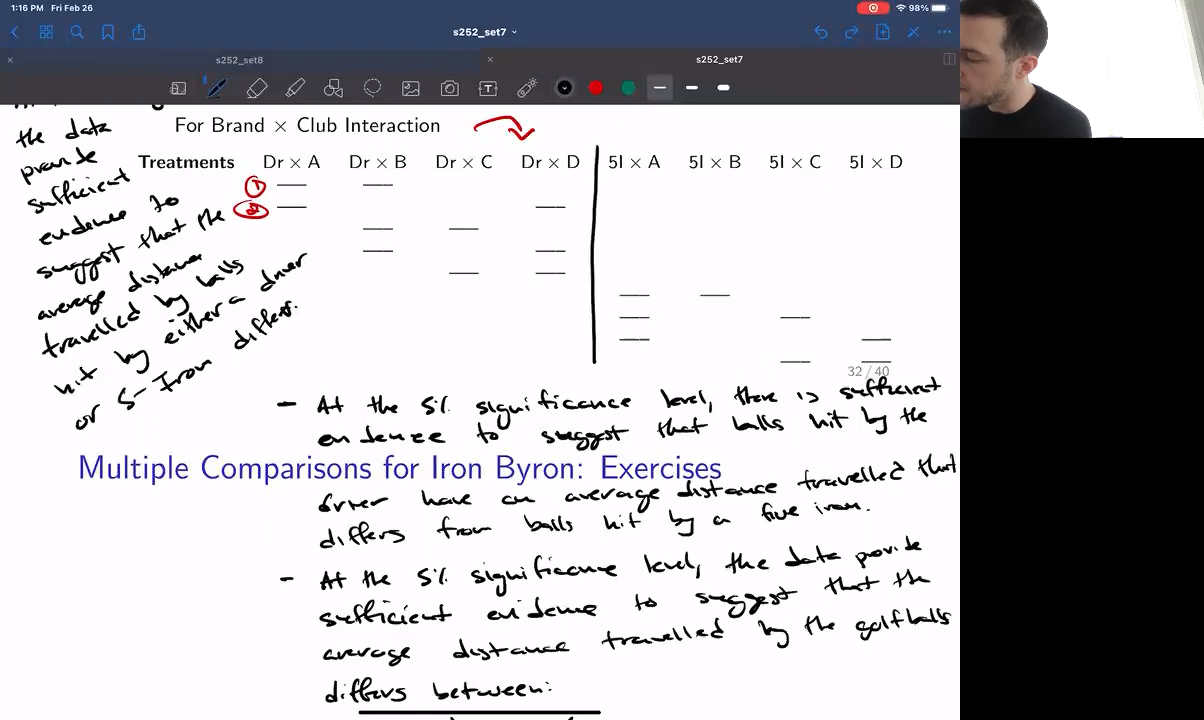 1:16 PM Fri Feb 26
98%
s252_set7
s252_set8
s252_set7
T
For Brand × Club Interaction
Treatments Dr × A Dr × B Dr × C Dr × D 5I × A 5I × B 5I × C 5I × D
1
2
the data
provide
sufficient
evidence to
suggest that the
average distance
travelled by balls
hit by either a driver
or 5-Iron differs.
32 / 40
- At the 5% significance level, there is sufficient
evidence to suggest that balls hit by the
Multiple Comparisons for Iron Byron: Exercises
driver have an average distance travelled that
differs from balls hit by a five iron.
- At the 5% significance level, the data provide
sufficient evidence to suggest that the
average distance travelled by the golf balls
differs between: